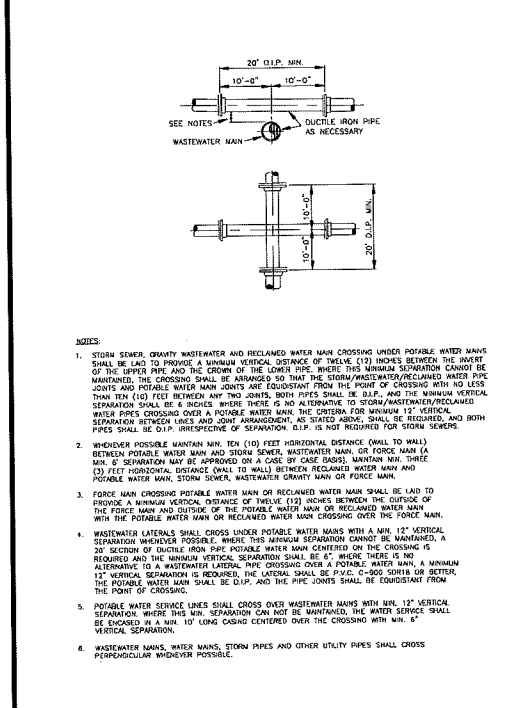 20' D.I.P. MIN.
10'-0" 10'-0"
SEE NOTES
DUCTILE IRON PIPE
AS NECESSARY
WASTEWATER MAIN
10'-0"
10'-0"
20' D.I.P. MIN.
NOTES:
1. STORM SEWER, GRAVITY WASTEWATER AND RECLAIMED WATER MAIN CROSSING UNDER POTABLE WATER MAINS
SHALL BE LAID TO PROVIDE A MINIMUM VERTICAL DISTANCE OF TWELVE (12) INCHES BETWEEN THE INVERT
OF THE UPPER PIPE AND THE CROWN OF THE LOWER PIPE. WHERE THIS MINIMUM SEPARATION CANNOT BE
MAINTAINED, THE CROSSING SHALL BE ARRANGED SO THAT THE STORM/WASTEWATER/RECLAIMED WATER PIPE
JOINTS AND POTABLE WATER MAIN JOINTS ARE EQUIDISTANT FROM THE POINT OF CROSSING WITH NO LESS
THAN TEN (10) FEET BETWEEN ANY TWO JOINTS, BOTH PIPES SHALL BE D.I.P., AND THE MINIMUM VERTICAL
SEPARATION SHALL BE 6 INCHES. WHERE THERE IS NO ALTERNATIVE TO STORM/WASTEWATER/RECLAIMED
WATER PIPES CROSSING OVER A POTABLE WATER MAIN, THE CRITERIA FOR MINIMUM 12" VERTICAL
SEPARATION BETWEEN LINES AND JOINT ARRANGEMENT, AS STATED ABOVE, SHALL BE REQUIRED, AND BOTH
PIPES SHALL BE D.I.P. IRRESPECTIVE OF SEPARATION. D.I.P. IS NOT REQUIRED FOR STORM SEWERS.
2. WHENEVER POSSIBLE MAINTAIN MIN. TEN (10) FEET HORIZONTAL DISTANCE (WALL TO WALL)
BETWEEN POTABLE WATER MAIN AND STORM SEWER, WASTEWATER MAIN, OR FORCE MAIN (A
MIN. 6' SEPARATION MAY BE APPROVED ON A CASE BY CASE BASIS), MAINTAIN MIN. THREE
(3) FEET HORIZONTAL DISTANCE (WALL TO WALL) BETWEEN RECLAIMED WATER MAIN AND
POTABLE WATER MAIN, STORM SEWER, WASTEWATER GRAVITY MAIN OR FORCE MAIN.
3. FORCE MAIN CROSSING POTABLE WATER MAIN OR RECLAIMED WATER MAIN SHALL BE LAID TO
PROVIDE A MINIMUM VERTICAL DISTANCE OF TWELVE (12) INCHES BETWEEN THE OUTSIDE OF
THE FORCE MAIN AND OUTSIDE OF THE POTABLE WATER MAIN OR RECLAIMED WATER MAIN
WITH THE POTABLE WATER MAIN OR RECLAIMED WATER MAIN CROSSING OVER THE FORCE MAIN.
4. WASTEWATER LATERALS SHALL CROSS UNDER POTABLE WATER MAINS WITH A MIN. 12" VERTICAL
SEPARATION WHENEVER POSSIBLE. WHERE THIS MINIMUM SEPARATION CANNOT BE MAINTAINED, A
20' SECTION OF DUCTILE IRON PIPE POTABLE WATER MAIN CENTERED ON THE CROSSING IS
REQUIRED AND THE MINIMUM VERTICAL SEPARATION SHALL BE 6". WHERE THERE IS NO
ALTERNATIVE TO A WASTEWATER LATERAL PIPE CROSSING OVER A POTABLE WATER MAIN, A MINIMUM
12" VERTICAL SEPARATION IS REQUIRED, THE LATERAL SHALL BE P.V.C. C-900 SDR18 OR BETTER,
THE POTABLE WATER MAIN SHALL BE D.I.P. AND THE PIPE JOINTS SHALL BE EQUIDISTANT FROM
THE POINT OF CROSSING.
5. POTABLE WATER SERVICE LINES SHALL CROSS OVER WASTEWATER MAINS WITH MIN. 12" VERTICAL
SEPARATION. WHERE THIS MIN. SEPARATION CAN NOT BE MAINTAINED, THE WATER SERVICE SHALL
BE ENCASED IN A MIN. 10' LONG CASING CENTERED OVER THE CROSSING WITH MIN. 6"
VERTICAL SEPARATION.
6. WASTEWATER MAINS, WATER MAINS, STORM PIPES AND OTHER UTILITY PIPES SHALL CROSS
PERPENDICULAR WHENEVER POSSIBLE.